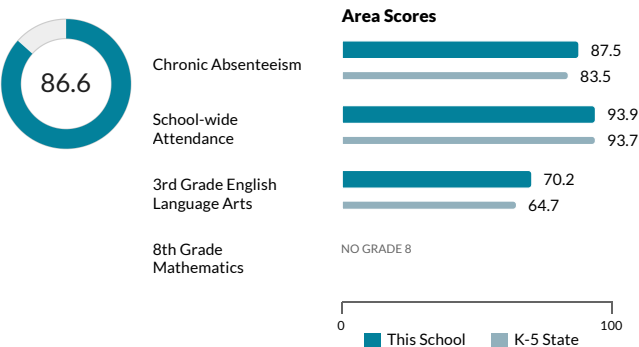 Area Scores
86.6
Chronic Absenteeism
87.5
83.5
School-wide
Attendance
93.9
93.7
3rd Grade English
Language Arts
70.2
64.7
8th Grade
Mathematics
NO GRADE 8
0
100
This School
K-5 State